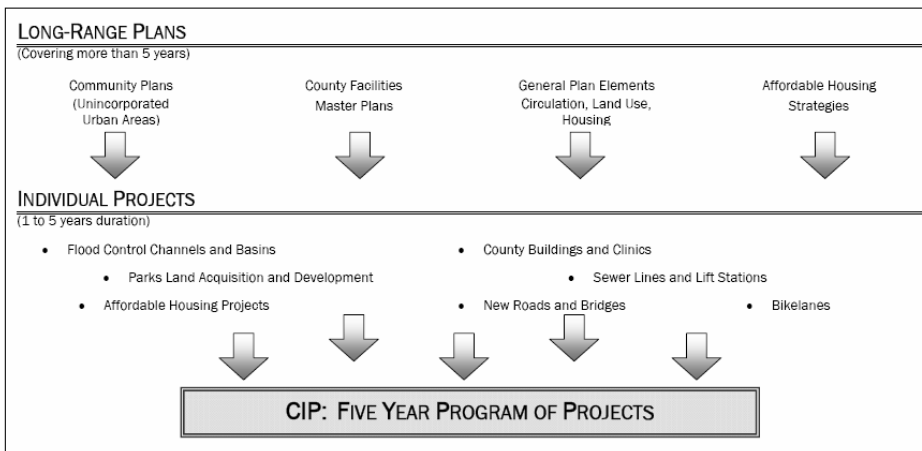 LONG-RANGE PLANS
(Covering more than 5 years)
Community Plans
(Unincorporated
Urban Areas)
County Facilities
Master Plans
General Plan Elements
Circulation, Land Use,
Housing
Affordable Housing
Strategies
INDIVIDUAL PROJECTS
(1 to 5 years duration)
• Flood Control Channels and Basins
• County Buildings and Clinics
• Parks Land Acquisition and Development
• Sewer Lines and Lift Stations
• Affordable Housing Projects
• New Roads and Bridges
• Bikelanes
CIP: FIVE YEAR PROGRAM OF PROJECTS